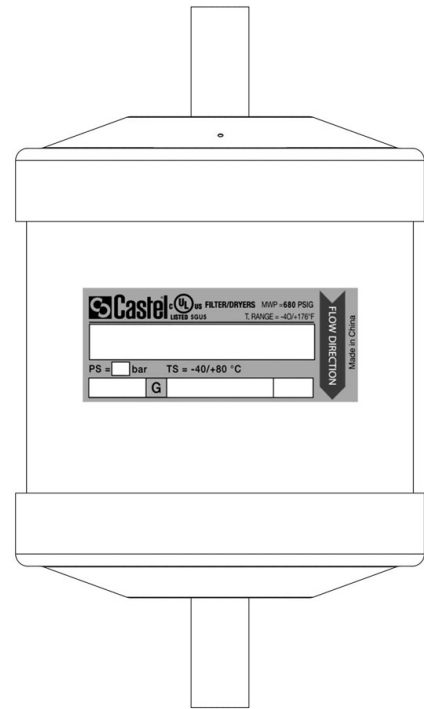 Castel c UL us FILTER/DRYERS MWP =680 PSIG
LISTED SGUS T, RANGE = -40/+176°F
PS = bar TS = -40/+80 °C
G
FLOW DIRECTION
Made in China